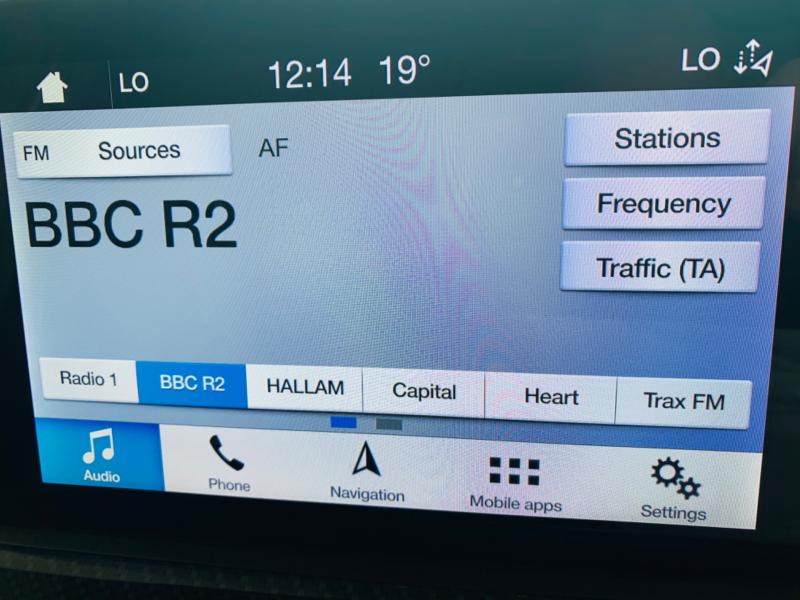 LO 12:14 19° LO
FM Sources AF Stations
BBC R2 Frequency
Traffic (TA)
Radio 1 BBC R2 HALLAM Capital Heart Trax FM
Audio Phone Navigation Mobile apps Settings